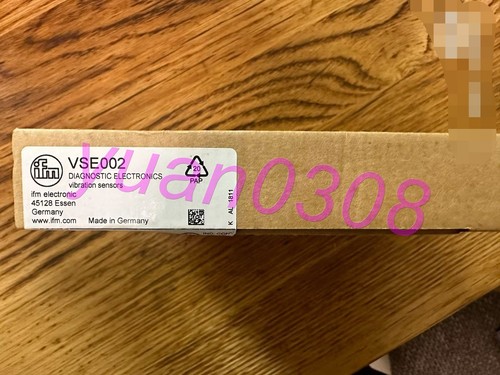 ifm
VSE002
DIAGNOSTIC ELECTRONICS
vibration sensors
ifm electronic
45128 Essen
Germany
www.ifm.com Made in Germany
20
PAP
K AL 1811
yuan0308